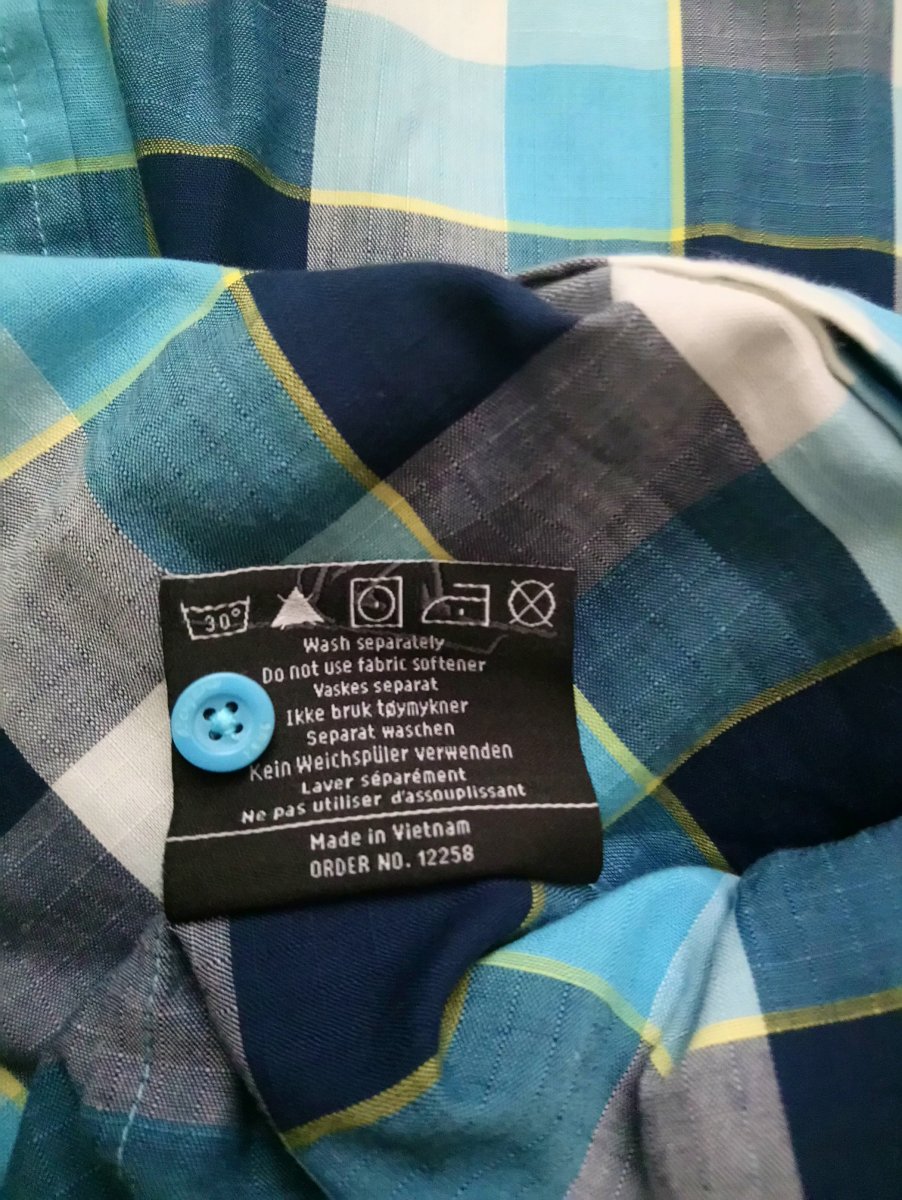 30°
Wash separately
Do not use fabric softener
Vaskes separat
Ikke bruk tøymykner
Separat waschen
Kein Weichspüler verwenden
Laver séparément
Ne pas utiliser d'assouplissant
Made in Vietnam
ORDER NO. 12258